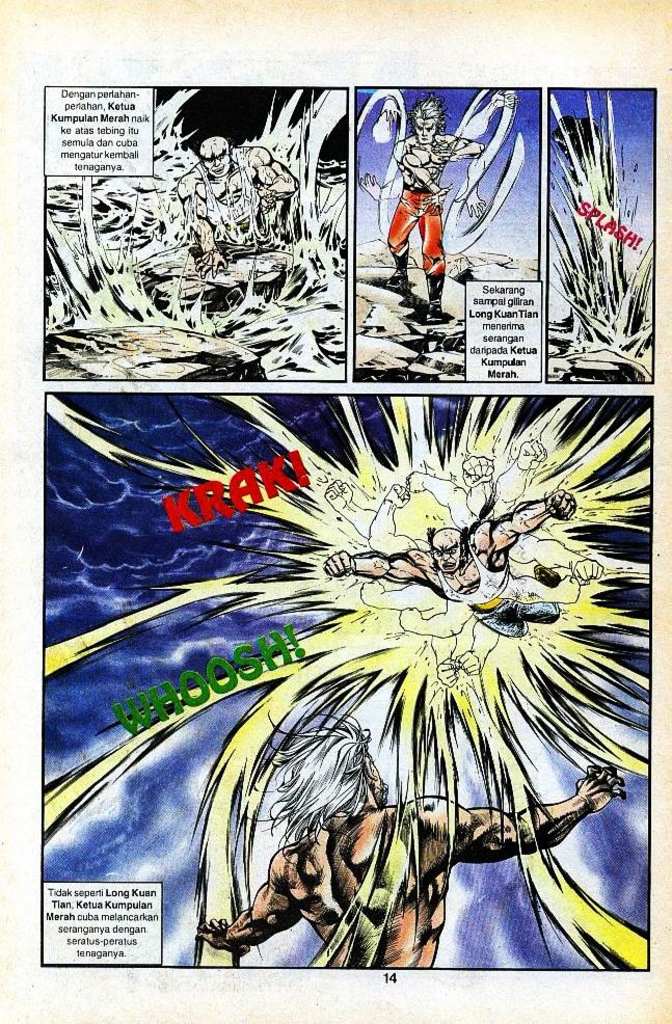 Dengan perlahan-
perlahan, Ketua
Kumpulan Merah naik
ke atas tebing itu
semula dan cuba
mengatur kembali
tenaganya.
Sekarang
sampai giliran
Long Kuan Tian
menerima
serangan
daripada Ketua
Kumpulan
Merah.
SPLASH!
KRAK!
WHOOSH!
Tidak seperti Long Kuan
Tian, Ketua Kumpulan
Merah cuba melancarkan
serangannya dengan
seratus-peratus
tenaganya.
14